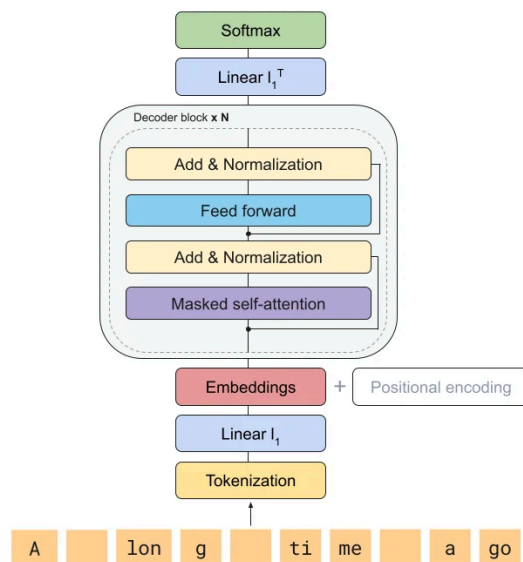 Softmax
Linear l₁ᵀ
Decoder block x N
Add & Normalization
Feed forward
Add & Normalization
Masked self-attention
Embeddings + Positional encoding
Linear l₁
Tokenization
A lon g ti me a go